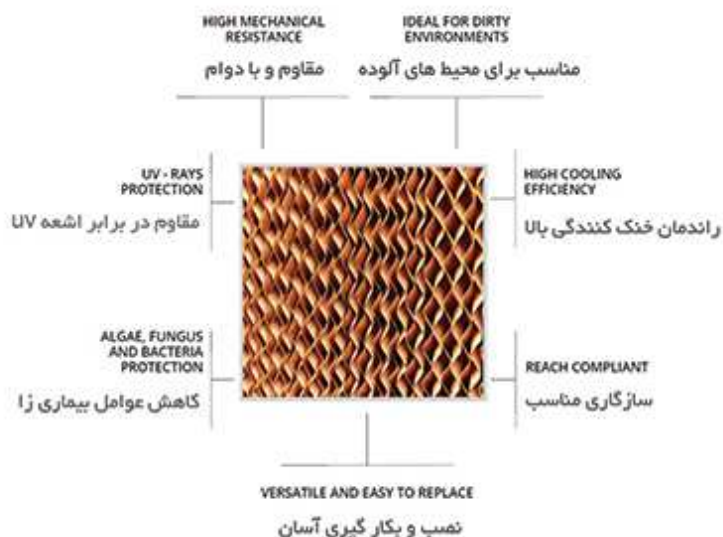 HIGH MECHANICAL
RESISTANCE
مقاوم و با دوام
IDEAL FOR DIRTY
ENVIRONMENTS
مناسب برای محیط های آلوده
UV - RAYS
PROTECTION
مقاوم در برابر اشعه UV
HIGH COOLING
EFFICIENCY
راندمان خنک کنندگی بالا
ALGAE, FUNGUS
AND BACTERIA
PROTECTION
کاهش عوامل بیماری زا
REACH COMPLIANT
سازگاری مناسب
VERSATILE AND EASY TO REPLACE
نصب و بکار گیری آسان